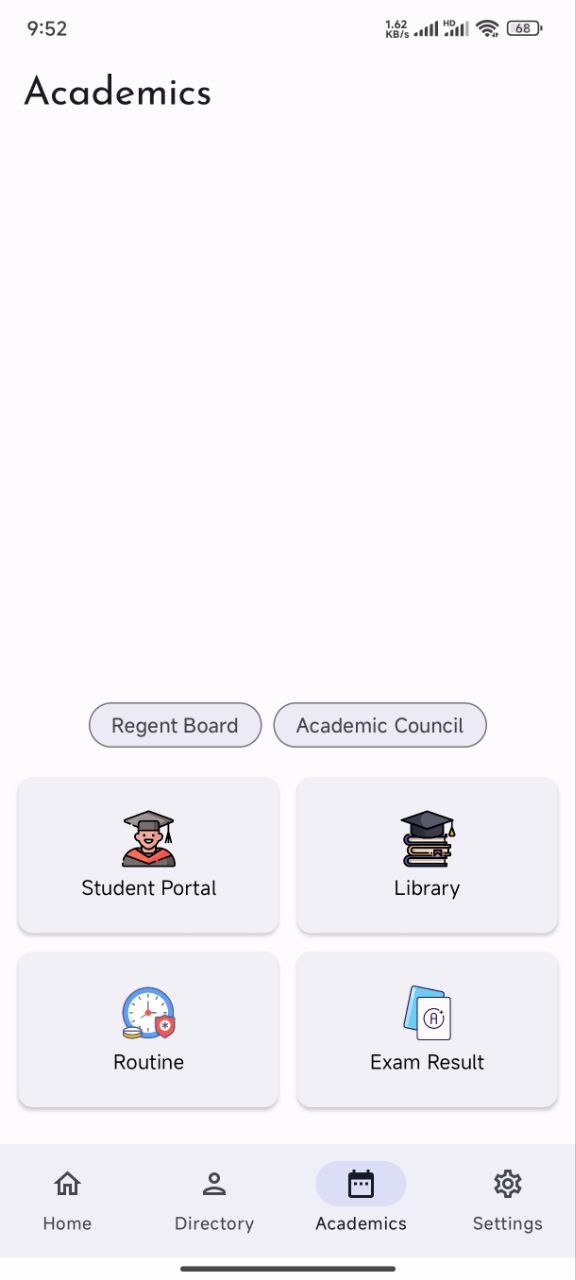 9:52
1.62
KB/s
HD
68
Academics
Regent Board
Academic Council
Student Portal
Library
Routine
A+
Exam Result
Home
Directory
Academics
Settings